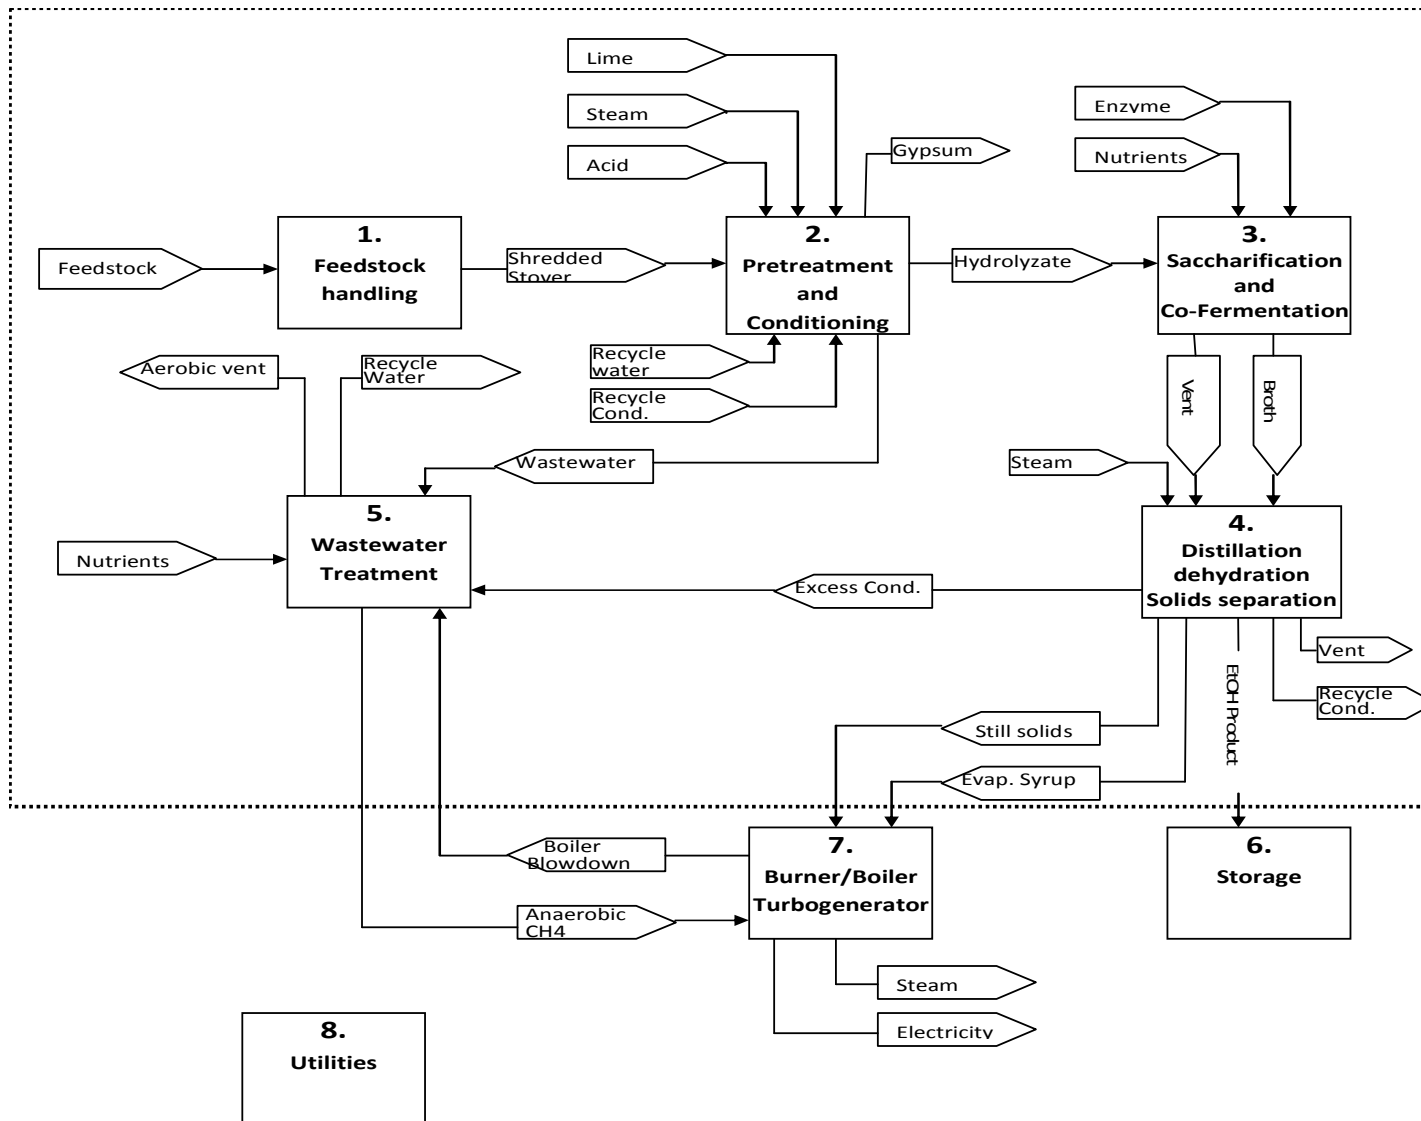 Lime
Steam
Acid
Gypsum
Enzyme
Nutrients
Feedstock
1.
Feedstock
handling
Shredded
Stover
2.
Pretreatment
and
Conditioning
Hydrolyzate
3.
Saccharification
and
Co-Fermentation
Aerobic vent
Recycle
Water
Recycle
water
Recycle
Cond.
Vent
Broth
Wastewater
Steam
5.
Wastewater
Treatment
Nutrients
4.
Distillation
dehydration
Solids separation
Excess Cond.
Vent
Recycle
Cond.
EtOH Product
Still solids
Evap. Syrup
Boiler
Blowdown
7.
Burner/Boiler
Turbogenerator
6.
Storage
Anaerobic
CH4
Steam
Electricity
8.
Utilities